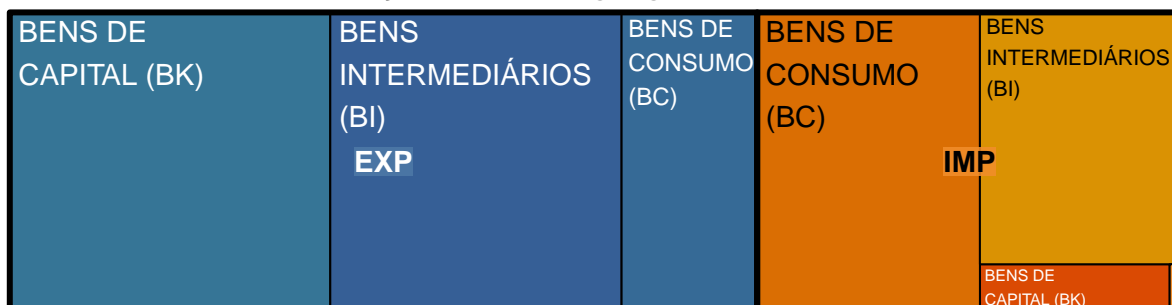 BENS DE
CAPITAL (BK)
BENS
INTERMEDIÁRIOS
(BI)
EXP
BENS DE
CONSUMO
(BC)
BENS DE
CONSUMO
(BC)
IMP
BENS
INTERMEDIÁRIOS
(BI)
BENS DE
CAPITAL (BK)